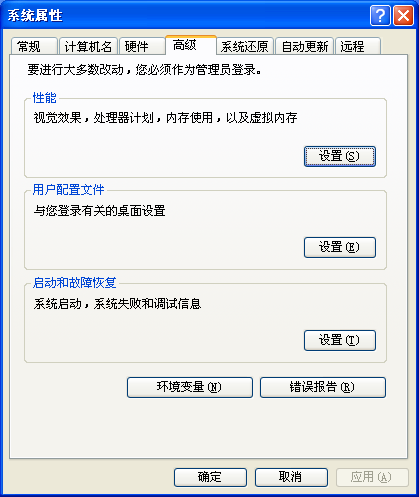 系统属性
常规 计算机名 硬件 高级 系统还原 自动更新 远程
要进行大多数改动，您必须作为管理员登录。
性能
视觉效果，处理器计划，内存使用，以及虚拟内存
设置(S)
用户配置文件
与您登录有关的桌面设置
设置(E)
启动和故障恢复
系统启动，系统失败和调试信息
设置(T)
环境变量(N) 错误报告(R)
确定 取消 应用(A)